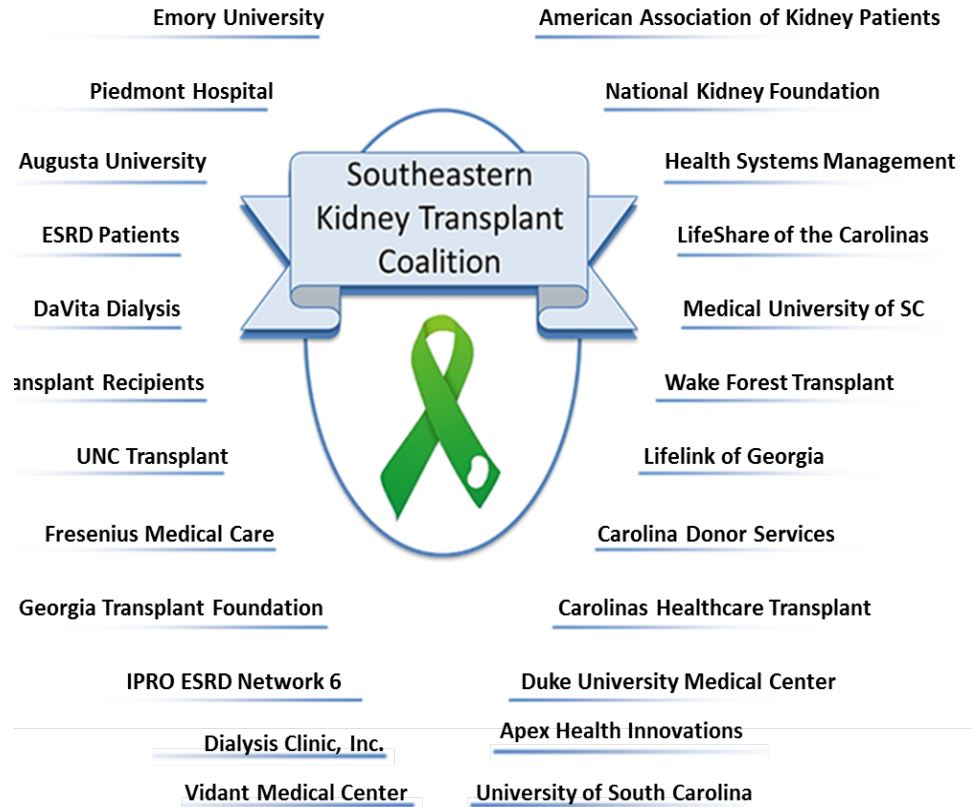 Emory University
American Association of Kidney Patients
Piedmont Hospital
National Kidney Foundation
Augusta University
Health Systems Management
Southeastern
Kidney Transplant
Coalition
ESRD Patients
LifeShare of the Carolinas
DaVita Dialysis
Medical University of SC
ansplant Recipients
Wake Forest Transplant
UNC Transplant
Lifelink of Georgia
Fresenius Medical Care
Carolina Donor Services
Georgia Transplant Foundation
Carolinas Healthcare Transplant
IPRO ESRD Network 6
Duke University Medical Center
Dialysis Clinic, Inc.
Apex Health Innovations
Vidant Medical Center
University of South Carolina